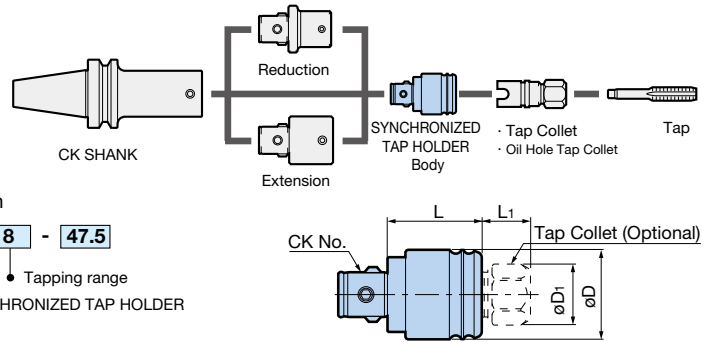 Reduction
CK SHANK
Extension
SYNCHRONIZED
TAP HOLDER
Body
· Tap Collet
· Oil Hole Tap Collet
Tap
8 - 47.5
Tapping range
HRONIZED TAP HOLDER
CK No.
L
L1
Tap Collet (Optional)
øD1
øD